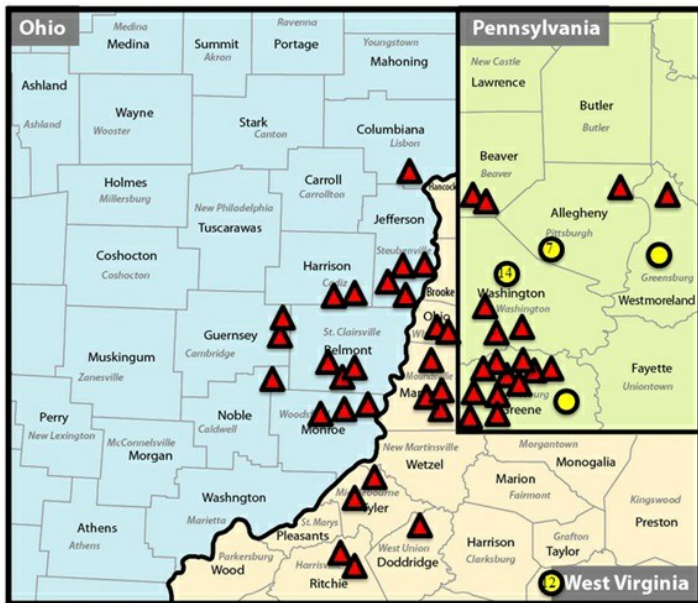 Ohio
Pennsylvania
Medina
Medina
Summit
Akron
Ravenna
Portage
Youngstown
Mahoning
New Castle
Lawrence
Butler
Butler
Ashland
Ashland
Wayne
Wooster
Stark
Canton
Columbiana
Lisbon
Beaver
Beaver
Holmes
Millersburg
Carroll
Carrollton
Hancock
Allegheny
Pittsburgh
New Philadelphia
Tuscarawas
Jefferson
Steubenville
7
Coshocton
Coshocton
Harrison
Cadiz
Brooke
14
Washington
Washington
Greensburg
Westmoreland
Guernsey
Cambridge
St. Clairsville
Belmont
Ohio
Muskingum
Zanesville
Moundsville
Fayette
Uniontown
Noble
Caldwell
Monroe
Greene
Perry
New Lexington
McConnelsville
Morgan
New Martinsville
Wetzel
Morgantown
Monogalia
Marion
Fairmont
Washngton
Marietta
Tyler
Kingswood
Preston
Athens
Athens
St. Marys
Pleasants
West Union
Doddridge
Harrison
Clarksburg
Grafton
Taylor
Parkersburg
Wood
Ritchie
West Virginia